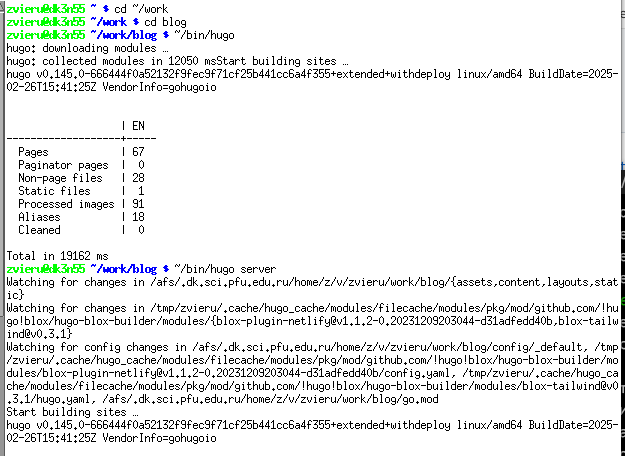 zvieru@dk3n55 ~ $ cd ~/work
zvieru@dk3n55 ~/work $ cd blog
zvieru@dk3n55 ~/work/blog $ ~/bin/hugo
hugo: downloading modules …
hugo: collected modules in 12050 msStart building sites …
hugo v0.145.0-666444f0a52132f9fec9f71cf25b441cc6a4f355+extended+withdeploy linux/amd64 BuildDate=2025-
02-26T15:41:25Z VendorInfo=gohugoio
| EN
-------------------+-----
Pages | 67
Paginator pages | 0
Non-page files | 28
Static files | 1
Processed images | 91
Aliases | 18
Cleaned | 0
Total in 19162 ms
zvieru@dk3n55 ~/work/blog $ ~/bin/hugo server
Watching for changes in /afs/.dk.sci.pfu.edu.ru/home/z/v/zvieru/work/blog/{assets,content,layouts,stat
ic}
Watching for changes in /tmp/zvieru/.cache/hugo_cache/modules/filecache/modules/pkg/mod/github.com/!hu
go!blox/hugo-blox-builder/modules/{blox-plugin-netlify@v1.1.2-0.20231209203044-d31adfedd40b,blox-tailw
ind@v0.3.1}
Watching for config changes in /afs/.dk.sci.pfu.edu.ru/home/z/v/zvieru/work/blog/config/_default, /tmp
/zvieru/.cache/hugo_cache/modules/filecache/modules/pkg/mod/github.com/!hugo!blox/hugo-blox-builder/mo
dules/blox-plugin-netlify@v1.1.2-0.20231209203044-d31adfedd40b/config.yaml, /tmp/zvieru/.cache/hugo_ca
che/modules/filecache/modules/pkg/mod/github.com/!hugo!blox/hugo-blox-builder/modules/blox-tailwind@v0
.3.1/hugo.yaml, /afs/.dk.sci.pfu.edu.ru/home/z/v/zvieru/work/blog/go.mod
Start building sites …
hugo v0.145.0-666444f0a52132f9fec9f71cf25b441cc6a4f355+extended+withdeploy linux/amd64 BuildDate=2025-
02-26T15:41:25Z VendorInfo=gohugoio